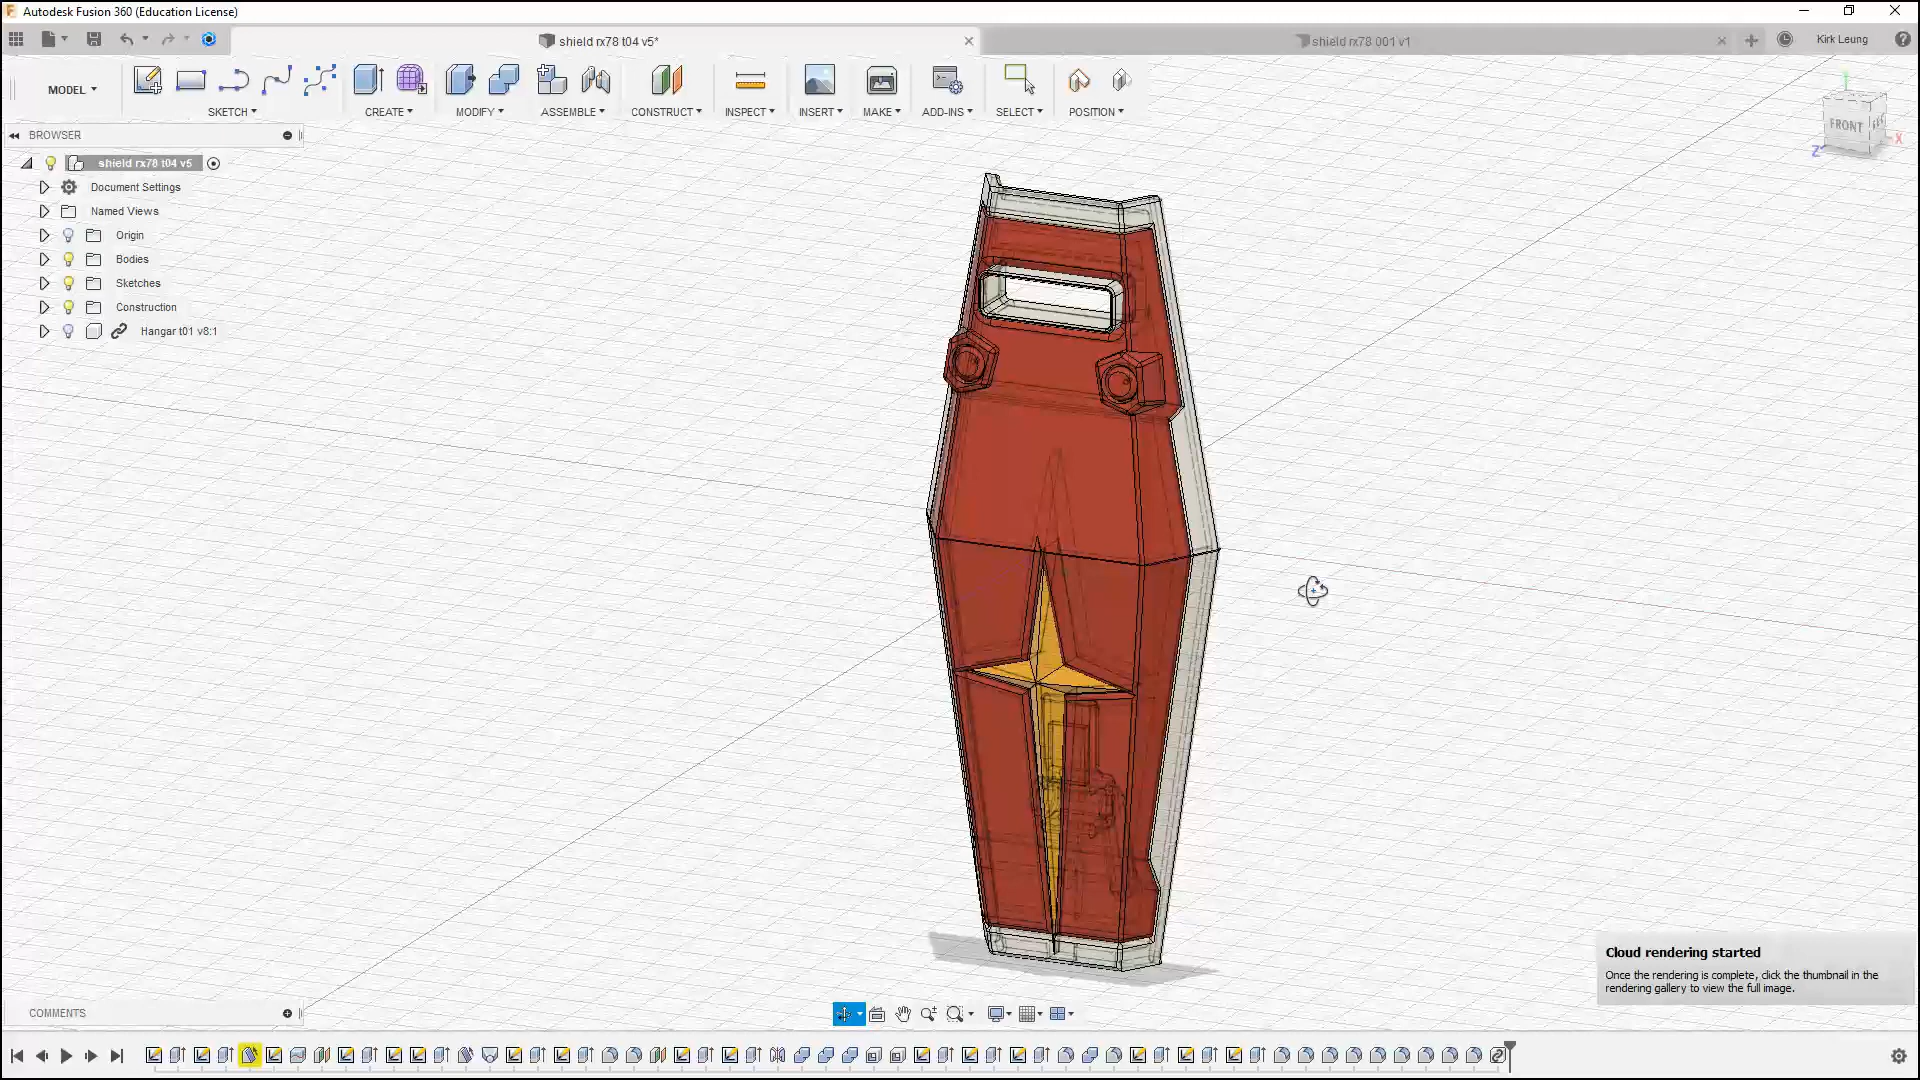 Autodesk Fusion 360 (Education License)
shield rx78 t04 v5*
shield rx78 001 v1
Kirk Leung
MODEL
SKETCH
CREATE
MODIFY
ASSEMBLE
CONSTRUCT
INSPECT
INSERT
MAKE
ADD-INS
SELECT
POSITION
BROWSER
shield rx78 t04 v5
Document Settings
Named Views
Origin
Bodies
Sketches
Construction
Hangar t01 v8:1
FRONT
X
Z
Cloud rendering started
Once the rendering is complete, click the thumbnail in the
rendering gallery to view the full image.
COMMENTS